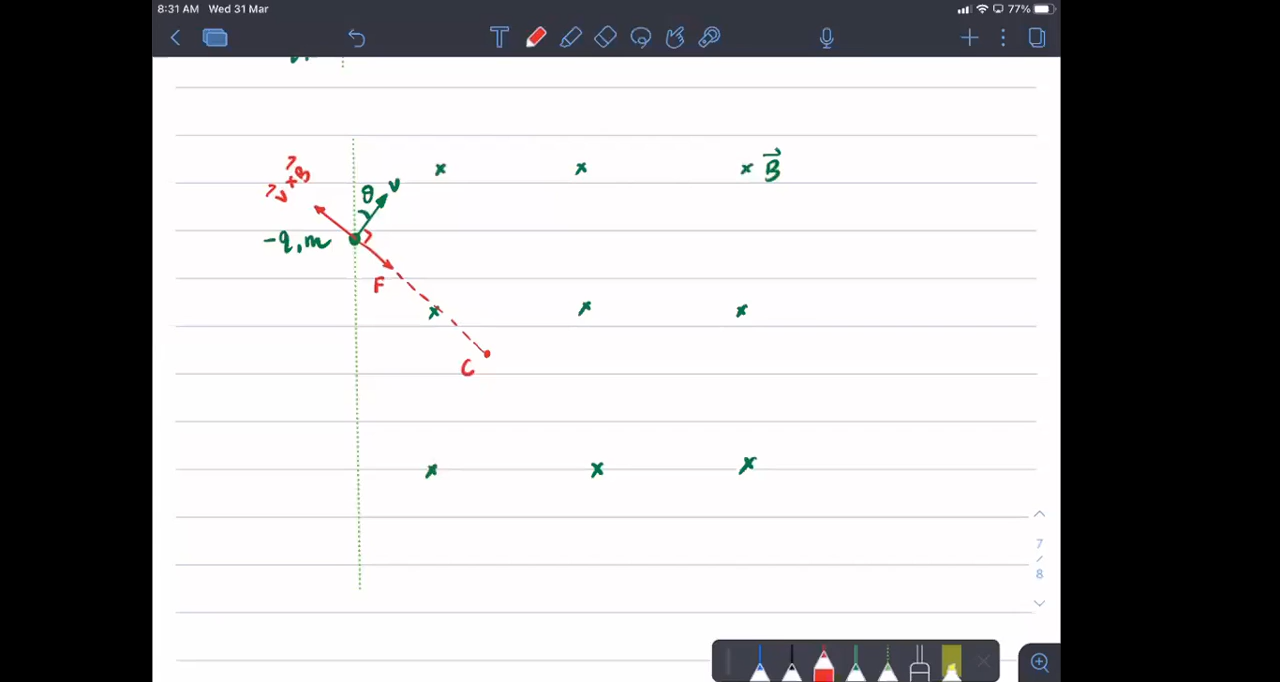 8:31 AM Wed 31 Mar
77%
T
x x x B⃗
v⃗ × B⃗
θ v
-q, m
F
x x x
C
x x x
7
/
8